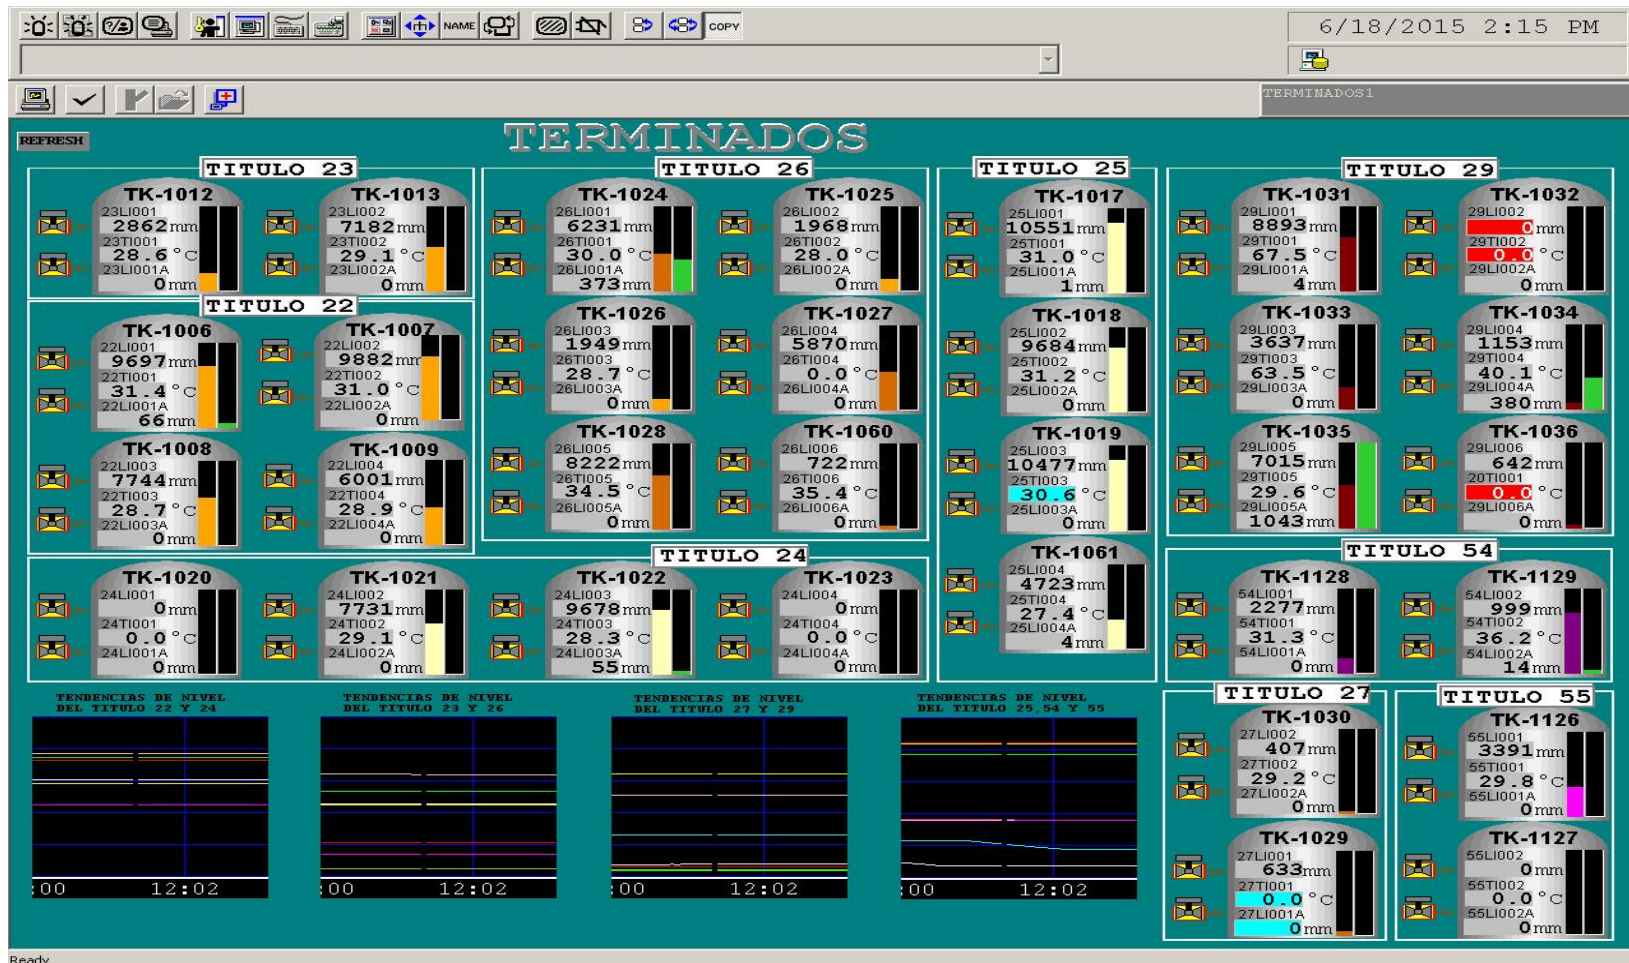 NAME
COPY
6/18/2015 2:15 PM
TERMINADOS1
REFRESH
TERMINADOS
TITULO 23
TK-1012
23LI001
2862 mm
23TI001
28.6 °C
23LI001A
0 mm
TK-1013
23LI002
7182 mm
23TI002
29.1 °C
23LI002A
0 mm
TITULO 22
TK-1006
22LI001
9697 mm
22TI001
31.4 °C
22LI001A
66 mm
TK-1007
22LI002
9882 mm
22TI002
31.0 °C
22LI002A
0 mm
TK-1008
22LI003
7744 mm
22TI003
28.7 °C
22LI003A
0 mm
TK-1009
22LI004
6001 mm
22TI004
28.9 °C
22LI004A
0 mm
TITULO 26
TK-1024
26LI001
6231 mm
26TI001
30.0 °C
26LI001A
373 mm
TK-1025
26LI002
1968 mm
26TI002
28.0 °C
26LI002A
0 mm
TK-1026
26LI003
1949 mm
26TI003
28.7 °C
26LI003A
0 mm
TK-1027
26LI004
5870 mm
26TI004
0.0 °C
26LI004A
0 mm
TK-1028
26LI005
8222 mm
26TI005
34.5 °C
26LI005A
0 mm
TK-1060
26LI006
722 mm
26TI006
35.4 °C
26LI006A
0 mm
TITULO 25
TK-1017
25LI001
10551 mm
25TI001
31.0 °C
25LI001A
1 mm
TK-1018
25LI002
9684 mm
25TI002
31.2 °C
25LI002A
0 mm
TK-1019
25LI003
10477 mm
25TI003
30.6 °C
25LI003A
0 mm
TK-1061
25LI004
4723 mm
25TI004
27.4 °C
25LI004A
4 mm
TITULO 29
TK-1031
29LI001
8893 mm
29TI001
67.5 °C
29LI001A
4 mm
TK-1032
29LI002
0 mm
29TI002
0.0 °C
29LI002A
0 mm
TK-1033
29LI003
3637 mm
29TI003
63.5 °C
29LI003A
0 mm
TK-1034
29LI004
1153 mm
29TI004
40.1 °C
29LI004A
380 mm
TK-1035
29LI005
7015 mm
29TI005
29.6 °C
29LI005A
1043 mm
TK-1036
29LI006
642 mm
20TI001
0.0 °C
29LI006A
0 mm
TITULO 24
TK-1020
24LI001
0 mm
24TI001
0.0 °C
24LI001A
0 mm
TK-1021
24LI002
7731 mm
24TI002
29.1 °C
24LI002A
0 mm
TK-1022
24LI003
9678 mm
24TI003
28.3 °C
24LI003A
55 mm
TK-1023
24LI004
0 mm
24TI004
0.0 °C
24LI004A
0 mm
TITULO 54
TK-1128
54LI001
2277 mm
54TI001
31.3 °C
54LI001A
0 mm
TK-1129
54LI002
999 mm
54TI002
36.2 °C
54LI002A
14 mm
TENDENCIAS DE NIVEL
DEL TITULO 22 Y 24
:00 12:02
TENDENCIAS DE NIVEL
DEL TITULO 23 Y 26
:00 12:02
TENDENCIAS DE NIVEL
DEL TITULO 27 Y 29
:00 12:02
TENDENCIAS DE NIVEL
DEL TITULO 25,54 Y 55
:00 12:02
TITULO 27
TK-1030
27LI002
407 mm
27TI002
29.2 °C
27LI002A
0 mm
TK-1029
27LI001
633 mm
27TI001
0.0 °C
27LI001A
0 mm
TITULO 55
TK-1126
55LI001
3391 mm
55TI001
29.8 °C
55LI001A
0 mm
TK-1127
55LI002
0 mm
55TI002
0.0 °C
55LI002A
0 mm
Ready